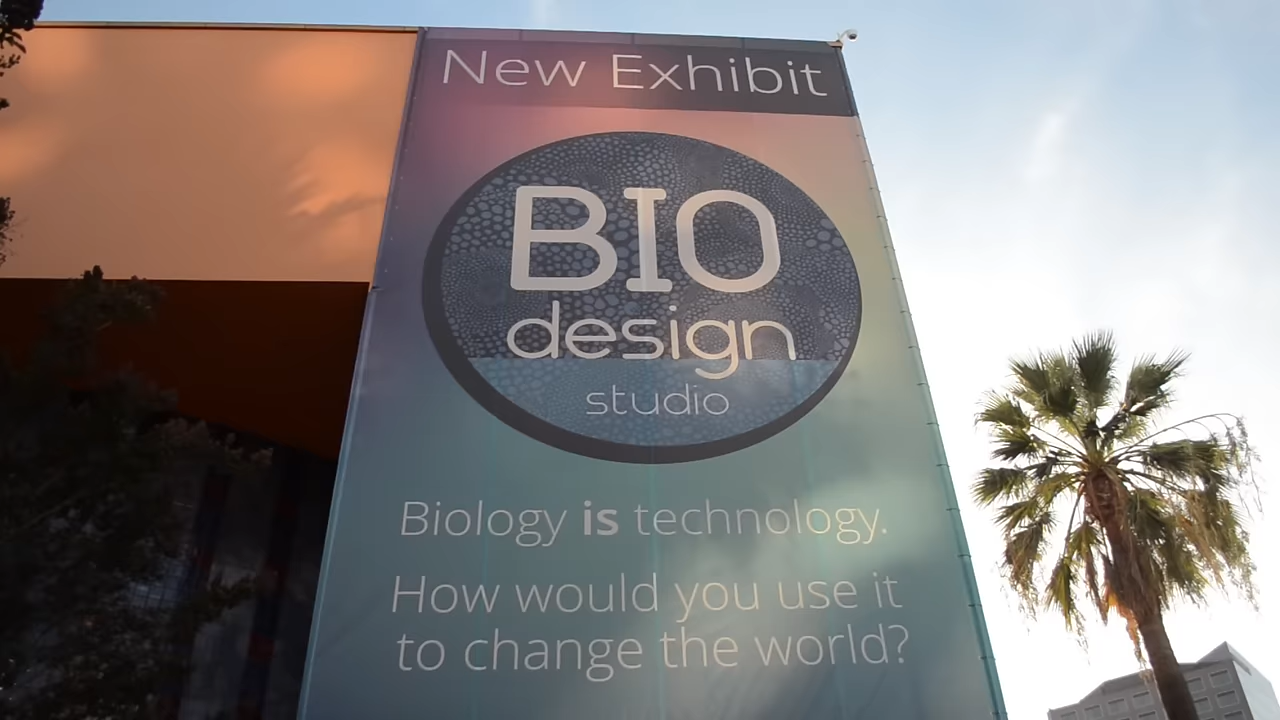 New Exhibit
BIO
design
studio
Biology is technology.
How would you use it
to change the world?